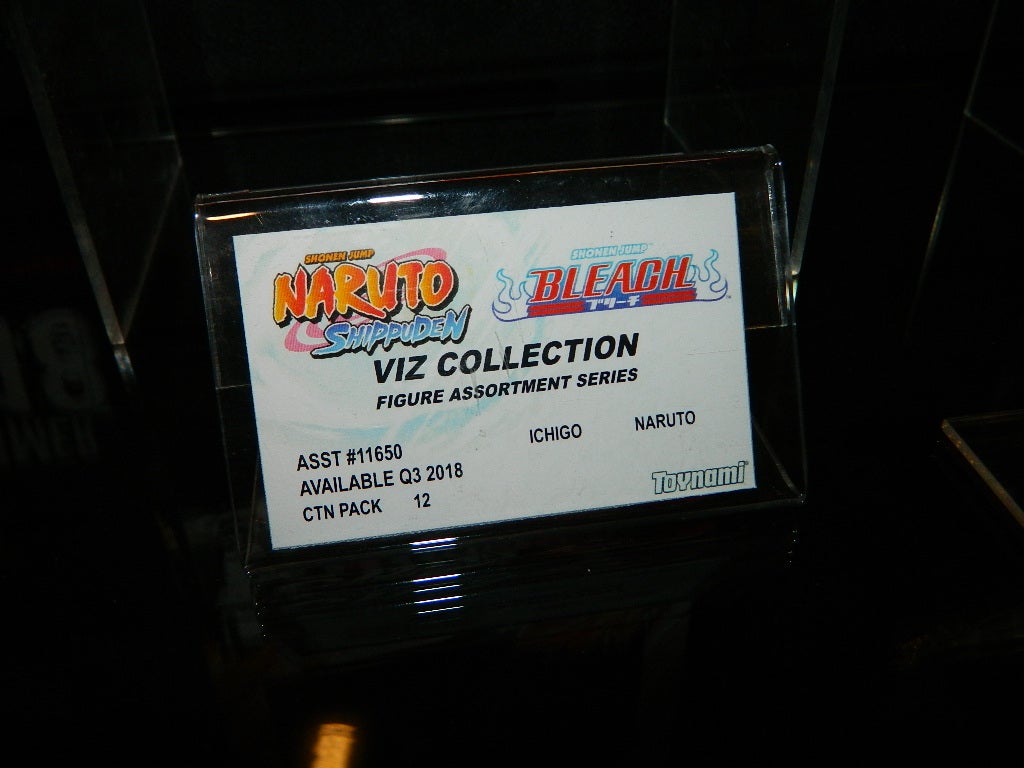 SHONEN JUMP
NARUTO
SHIPPUDEN
SHONEN JUMP™
BLEACH
ブリーチ
VIZ COLLECTION
FIGURE ASSORTMENT SERIES
ICHIGO NARUTO
ASST #11650
AVAILABLE Q3 2018
CTN PACK 12
Toynami